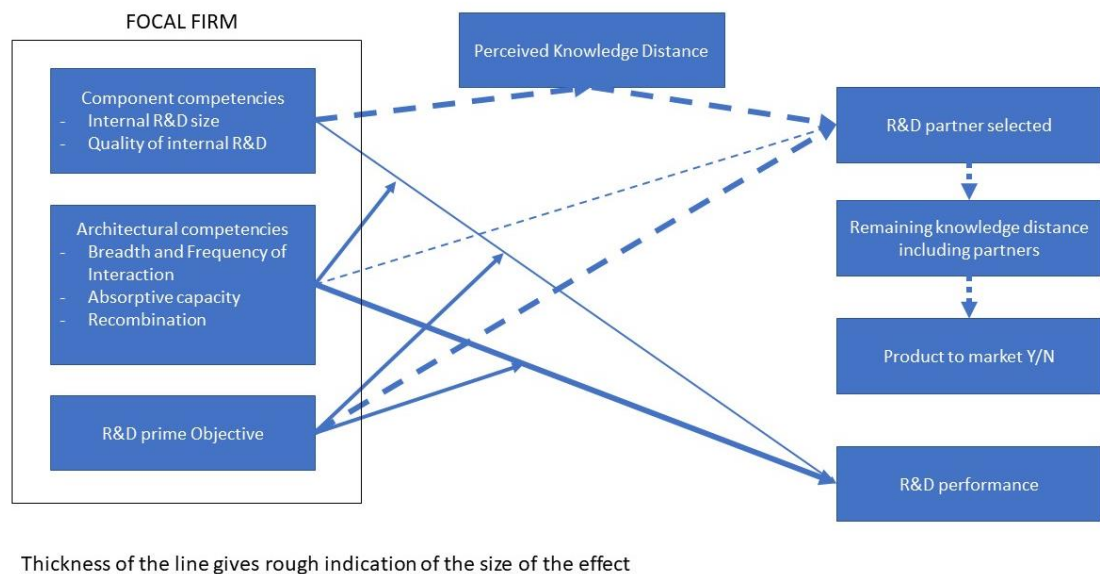 FOCAL FIRM
Perceived Knowledge Distance
Component competencies
- Internal R&D size
- Quality of internal R&D
R&D partner selected
Architectural competencies
- Breadth and Frequency of
Interaction
- Absorptive capacity
- Recombination
Remaining knowledge distance
including partners
Product to market Y/N
R&D prime Objective
R&D performance
Thickness of the line gives rough indication of the size of the effect